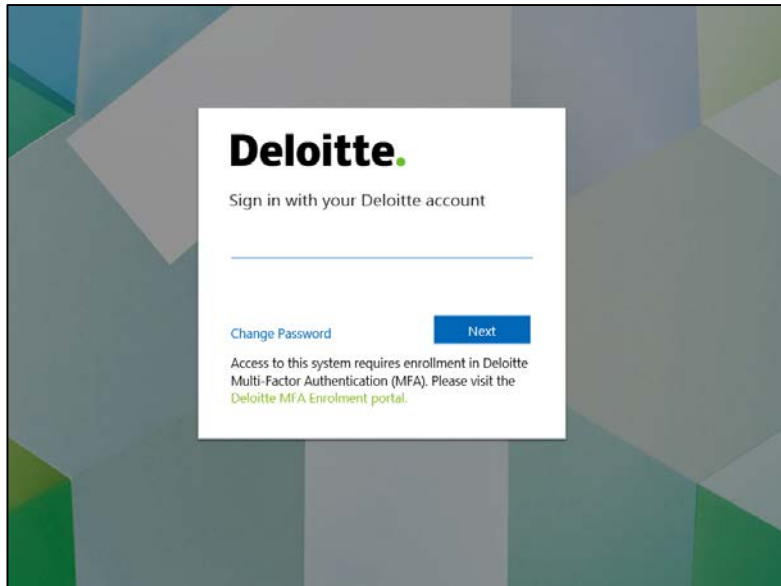 Deloitte.
Sign in with your Deloitte account
Change Password
Next
Access to this system requires enrollment in Deloitte
Multi-Factor Authentication (MFA). Please visit the
Deloitte MFA Enrolment portal.